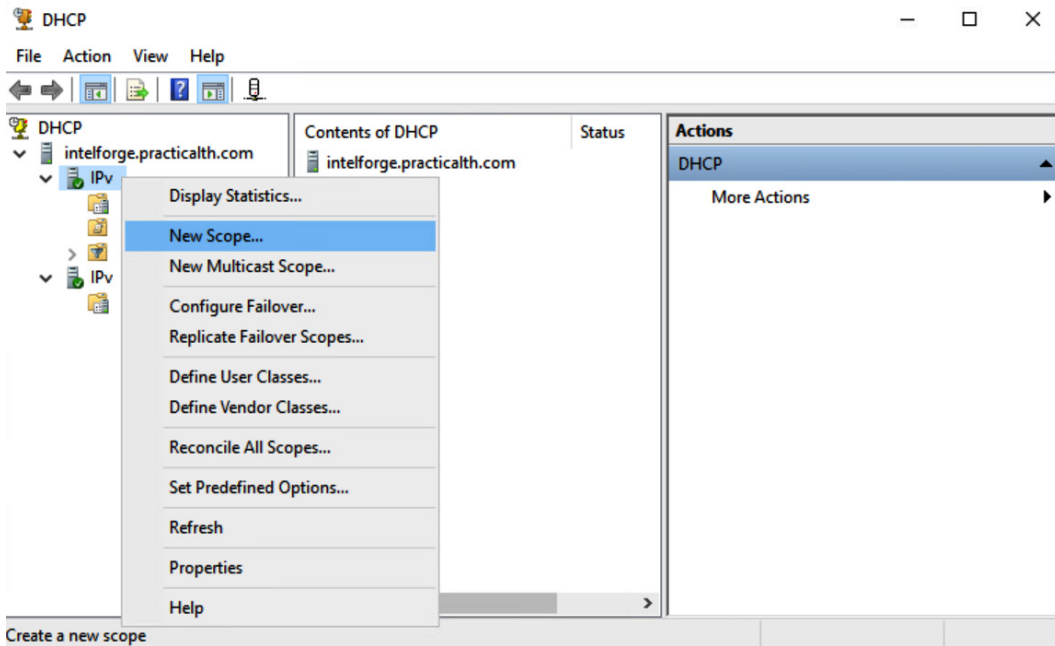 DHCP
File Action View Help
DHCP
intelforge.practicalth.com
IPv
IPv
Contents of DHCP Status
intelforge.practicalth.com
Actions
DHCP
More Actions
Display Statistics...
New Scope...
New Multicast Scope...
Configure Failover...
Replicate Failover Scopes...
Define User Classes...
Define Vendor Classes...
Reconcile All Scopes...
Set Predefined Options...
Refresh
Properties
Help
Create a new scope